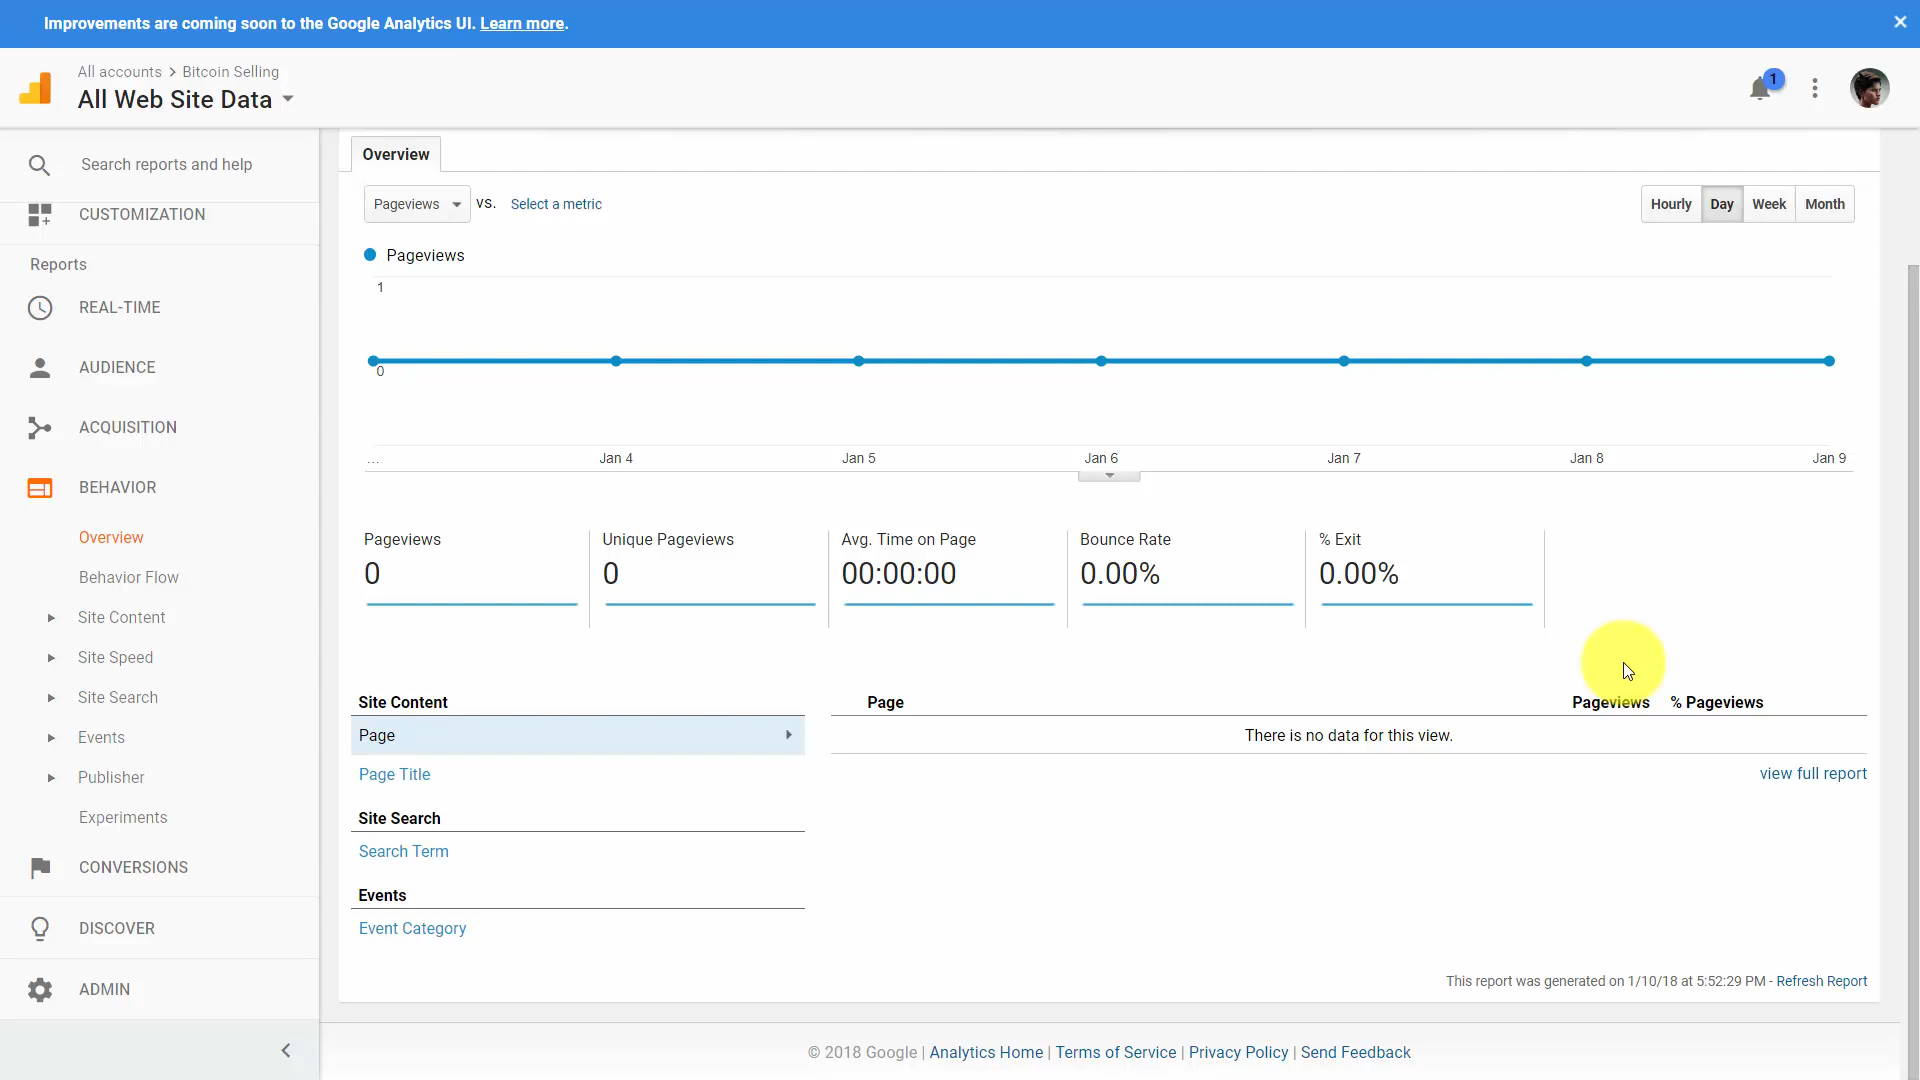 Improvements are coming soon to the Google Analytics UI. Learn more.
All accounts > Bitcoin Selling
All Web Site Data
1
Search reports and help
CUSTOMIZATION
Reports
REAL-TIME
AUDIENCE
ACQUISITION
BEHAVIOR
Overview
Behavior Flow
Site Content
Site Speed
Site Search
Events
Publisher
Experiments
CONVERSIONS
DISCOVER
ADMIN
Overview
Pageviews VS. Select a metric
Hourly Day Week Month
Pageviews
1
0
... Jan 4 Jan 5 Jan 6 Jan 7 Jan 8 Jan 9
Pageviews Unique Pageviews Avg. Time on Page Bounce Rate % Exit
0 0 00:00:00 0.00% 0.00%
Site Content
Page
Page Title
Site Search
Search Term
Events
Event Category
Page Pageviews % Pageviews
There is no data for this view.
view full report
This report was generated on 1/10/18 at 5:52:29 PM - Refresh Report
© 2018 Google | Analytics Home | Terms of Service | Privacy Policy | Send Feedback